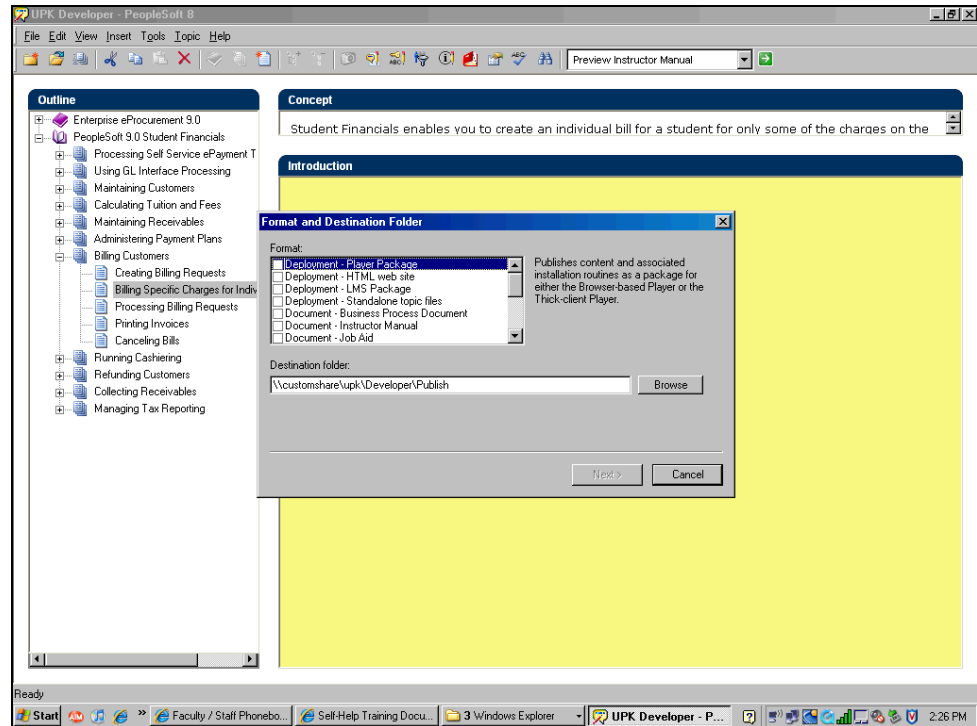 UPK Developer - PeopleSoft 8
File Edit View Insert Tools Topic Help
Preview Instructor Manual
Outline
Enterprise eProcurement 9.0
PeopleSoft 9.0 Student Financials
Processing Self Service ePayment T
Using GL Interface Processing
Maintaining Customers
Calculating Tuition and Fees
Maintaining Receivables
Administering Payment Plans
Billing Customers
Creating Billing Requests
Billing Specific Charges for Indiv
Processing Billing Requests
Printing Invoices
Canceling Bills
Running Cashiering
Refunding Customers
Collecting Receivables
Managing Tax Reporting
Concept
Student Financials enables you to create an individual bill for a student for only some of the charges on the
Introduction
Format and Destination Folder
Format:
Deployment - Player Package
Deployment - HTML web site
Deployment - LMS Package
Deployment - Standalone topic files
Document - Business Process Document
Document - Instructor Manual
Document - Job Aid
Publishes content and associated
installation routines as a package for
either the Browser-based Player or the
Thick-client Player.
Destination folder:
\\customshare\upk\Developer\Publish
Browse
Next >
Cancel
Ready
Start
»
Faculty / Staff Phonebo...
Self-Help Training Docu...
3 Windows Explorer
UPK Developer - P...
2:26 PM